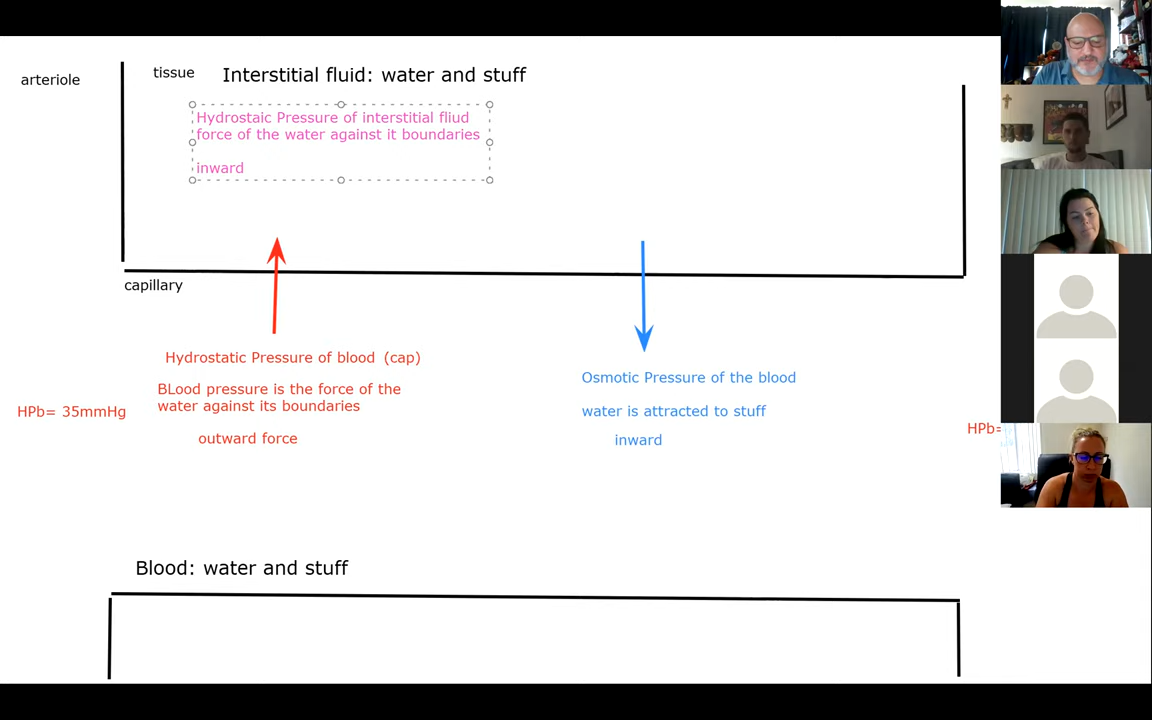 arteriole
tissue
Interstitial fluid: water and stuff
Hydrostaic Pressure of interstitial fliud
force of the water against it boundaries
inward
capillary
Hydrostatic Pressure of blood (cap)
BLood pressure is the force of the
water against its boundaries
outward force
HPb= 35mmHg
Osmotic Pressure of the blood
water is attracted to stuff
inward
HPb=
Blood: water and stuff